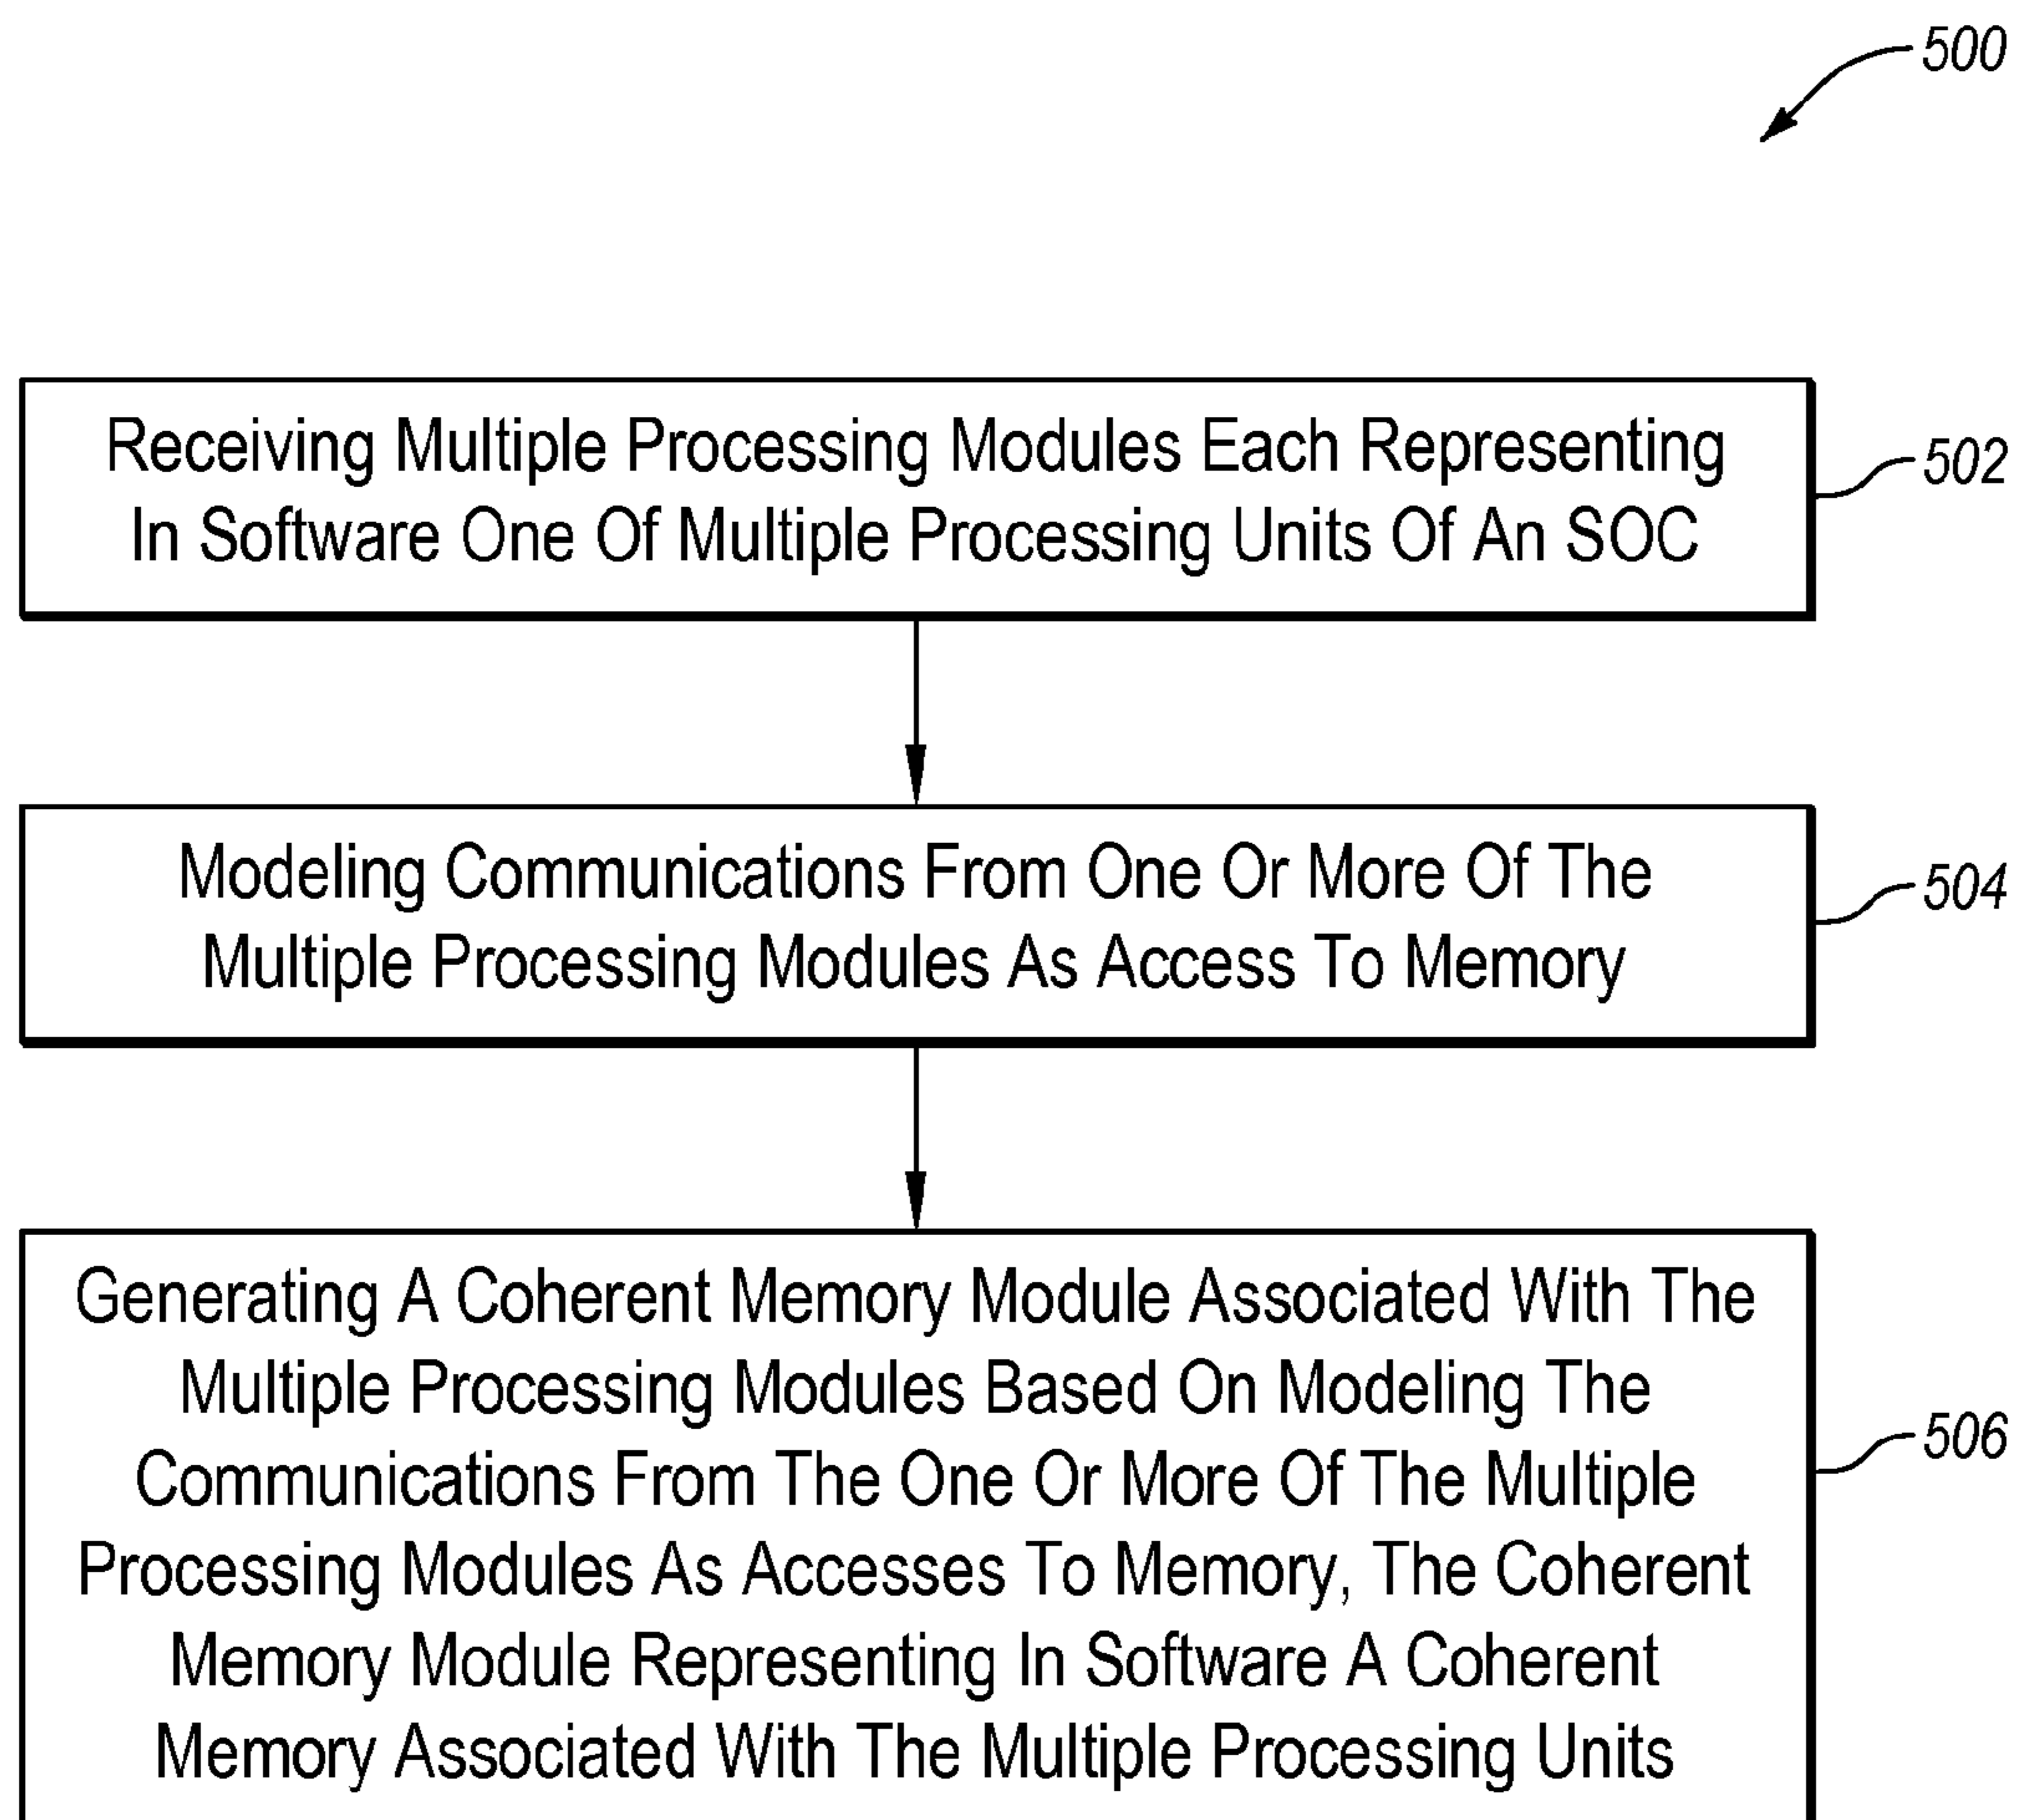 500
Receiving Multiple Processing Modules Each Representing
In Software One Of Multiple Processing Units Of An SOC
502
Modeling Communications From One Or More Of The
Multiple Processing Modules As Access To Memory
504
Generating A Coherent Memory Module Associated With The
Multiple Processing Modules Based On Modeling The
Communications From The One Or More Of The Multiple
Processing Modules As Accesses To Memory, The Coherent
Memory Module Representing In Software A Coherent
Memory Associated With The Multiple Processing Units
506